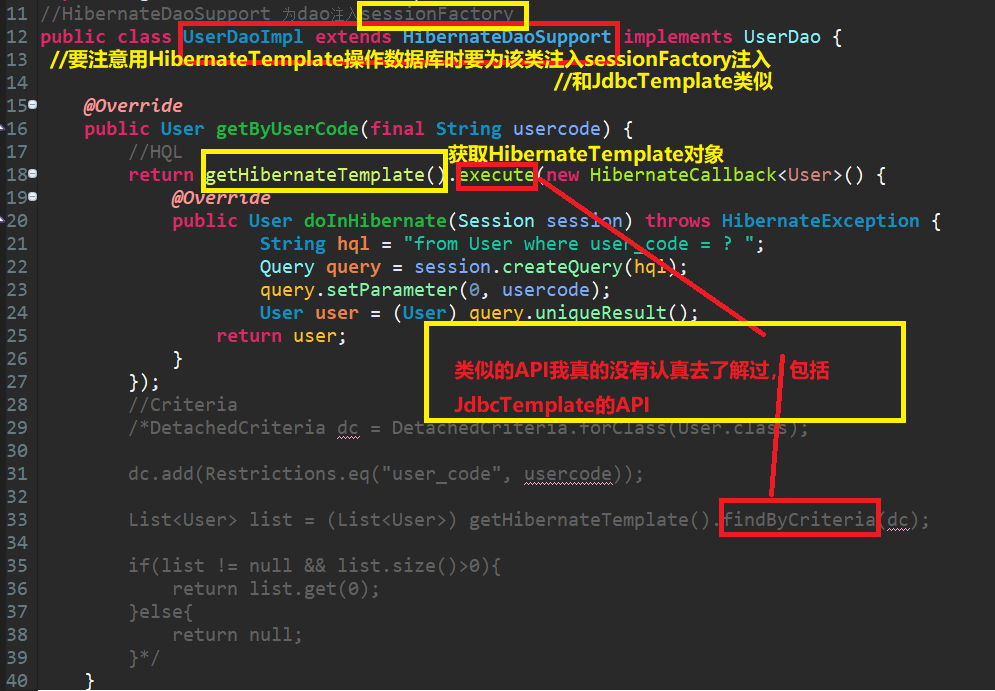 11 //HibernateDaoSupport 为dao注入sessionFactory
12 public class UserDaoImpl extends HibernateDaoSupport implements UserDao {
13 //要注意用HibernateTemplate操作数据库时要为该类注入sessionFactory注入
14 //和JdbcTemplate类似
15 @Override
16 public User getByUserCode(final String usercode) {
17 //HQL 获取HibernateTemplate对象
18 return getHibernateTemplate().execute(new HibernateCallback<User>() {
19 @Override
20 public User doInHibernate(Session session) throws HibernateException {
21 String hql = "from User where user_code = ? ";
22 Query query = session.createQuery(hql);
23 query.setParameter(0, usercode);
24 User user = (User) query.uniqueResult();
25 return user;
26 }
类似的API我真的没有认真去了解过，包括
27 });
JdbcTemplate的API
28 //Criteria
29 /*DetachedCriteria dc = DetachedCriteria.forClass(User.class);
30
31 dc.add(Restrictions.eq("user_code", usercode));
32
33 List<User> list = (List<User>) getHibernateTemplate().findByCriteria(dc);
34
35 if(list != null && list.size()>0){
36 return list.get(0);
37 }else{
38 return null;
39 }*/
40 }